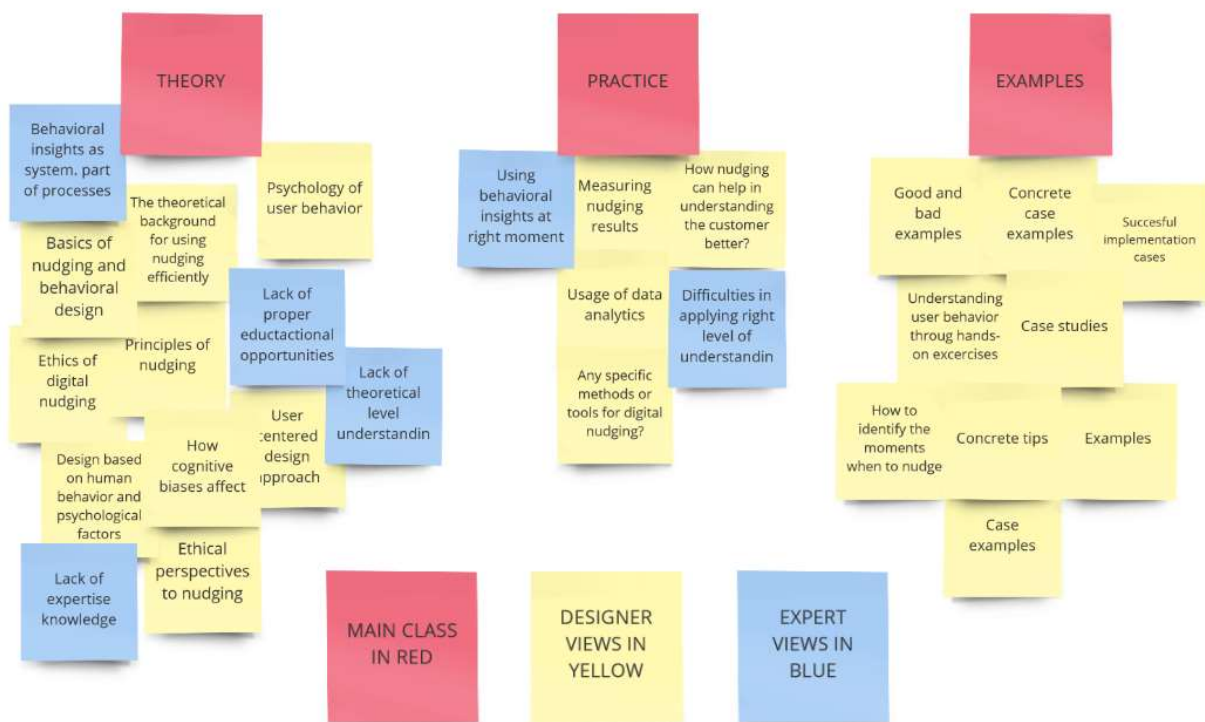 THEORY
Behavioral
insights as
system. part
of processes
Psychology of
user behavior
The theoretical
background
for using
nudging
efficiently
Basics of
nudging and
behavioral
design
Lack of
proper
eductactional
opportunities
Principles of
nudging
Ethics of
digital
nudging
Lack of
theoretical
level
understandin
User
centered
design
approach
How
cognitive
biases affect
Design based
on human
behavior and
psychological
factors
Ethical
perspectives
to nudging
Lack of
expertise
knowledge
PRACTICE
Using
behavioral
insights at
right moment
Measuring
nudging
results
How nudging
can help in
understanding
the customer
better?
Usage of data
analytics
Difficulties in
applying right
level of
understandin
Any specific
methods or
tools for digital
nudging?
EXAMPLES
Good and
bad
examples
Concrete
case
examples
Succesful
implementation
cases
Understanding
user behavior
throug hands-
on excercises
Case studies
How to
identify the
moments
when to nudge
Concrete tips
Examples
Case
examples
MAIN CLASS
IN RED
DESIGNER
VIEWS IN
YELLOW
EXPERT
VIEWS IN
BLUE